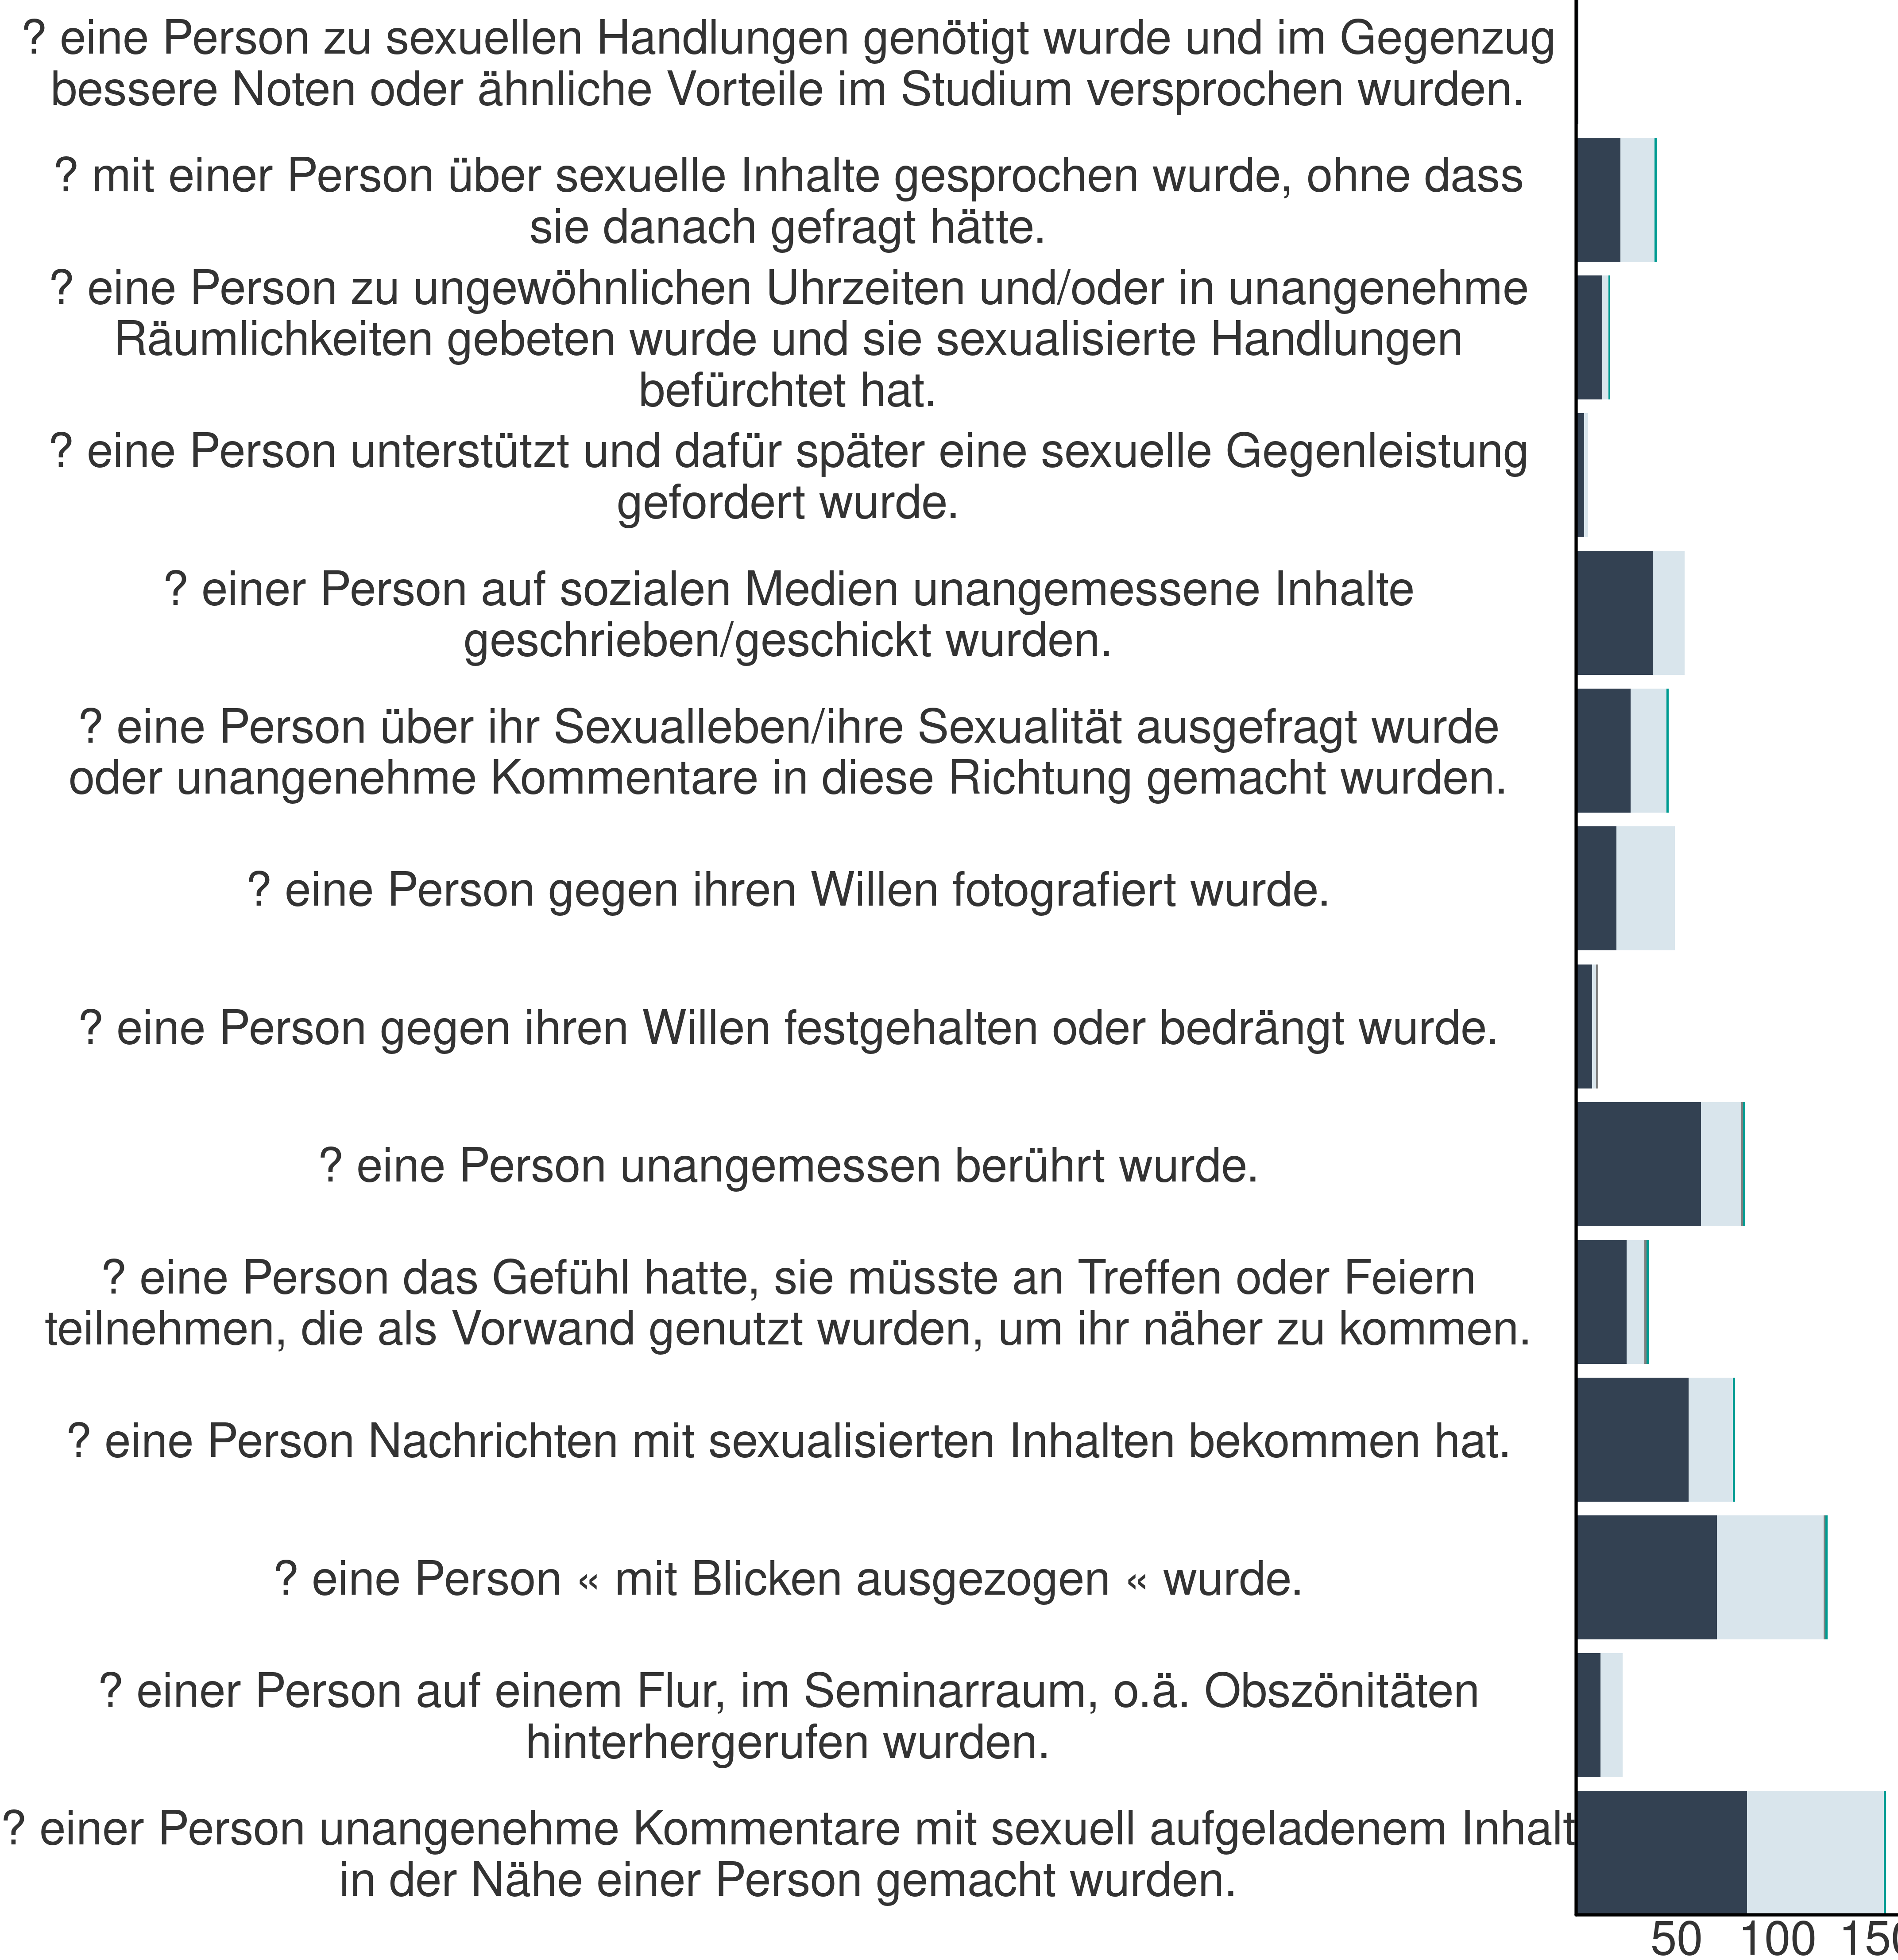 ? eine Person zu sexuellen Handlungen genötigt wurde und im Gegenzug
bessere Noten oder ähnliche Vorteile im Studium versprochen wurden.
? mit einer Person über sexuelle Inhalte gesprochen wurde, ohne dass
sie danach gefragt hätte.
? eine Person zu ungewöhnlichen Uhrzeiten und/oder in unangenehme
Räumlichkeiten gebeten wurde und sie sexualisierte Handlungen
befürchtet hat.
? eine Person unterstützt und dafür später eine sexuelle Gegenleistung
gefordert wurde.
? einer Person auf sozialen Medien unangemessene Inhalte
geschrieben/geschickt wurden.
? eine Person über ihr Sexualleben/ihre Sexualität ausgefragt wurde
oder unangenehme Kommentare in diese Richtung gemacht wurden.
? eine Person gegen ihren Willen fotografiert wurde.
? eine Person gegen ihren Willen festgehalten oder bedrängt wurde.
? eine Person unangemessen berührt wurde.
? eine Person das Gefühl hatte, sie müsste an Treffen oder Feiern
teilnehmen, die als Vorwand genutzt wurden, um ihr näher zu kommen.
? eine Person Nachrichten mit sexualisierten Inhalten bekommen hat.
? eine Person « mit Blicken ausgezogen « wurde.
? einer Person auf einem Flur, im Seminarraum, o.ä. Obszönitäten
hinterhergerufen wurden.
? einer Person unangenehme Kommentare mit sexuell aufgeladenem Inhalt
in der Nähe einer Person gemacht wurden.
50 100